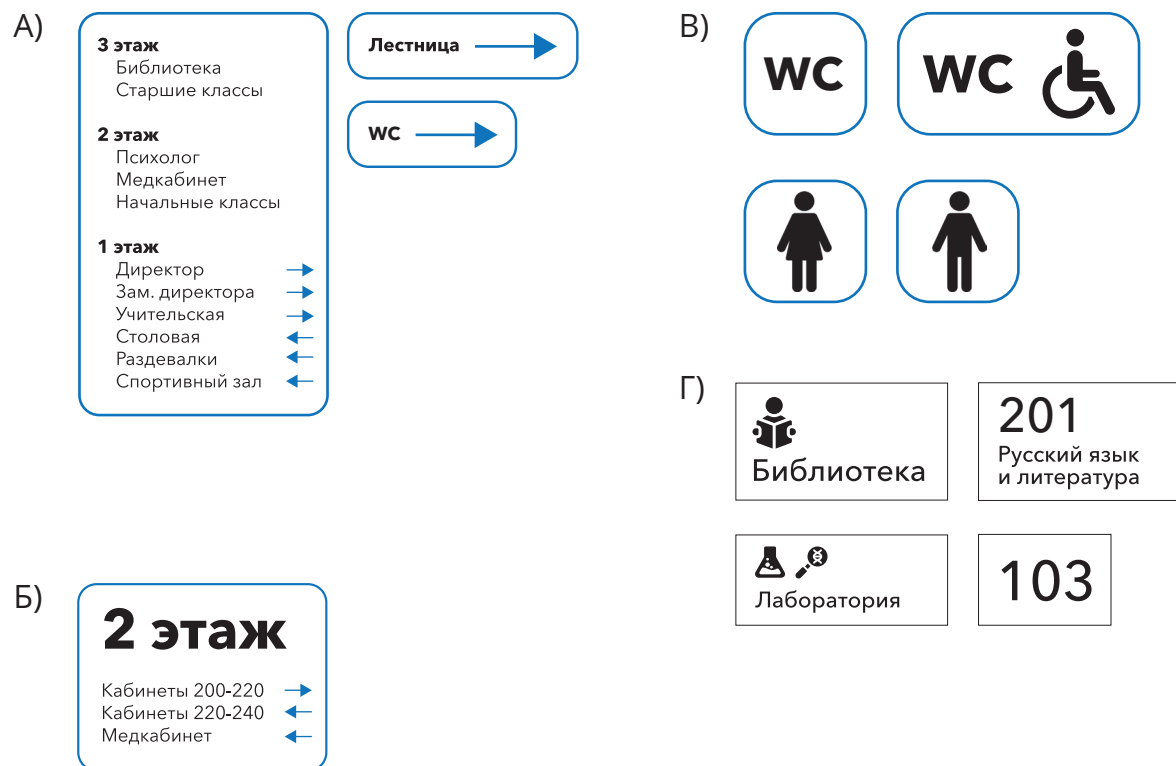 А)
3 этаж
Библиотека
Старшие классы
2 этаж
Психолог
Медкабинет
Начальные классы
1 этаж
Директор
Зам. директора
Учительская
Столовая
Раздевалки
Спортивный зал
Лестница
WC
Б)
2 этаж
Кабинеты 200-220
Кабинеты 220-240
Медкабинет
В)
WC
WC
Г)
Библиотека
201
Русский язык
и литература
Лаборатория
103